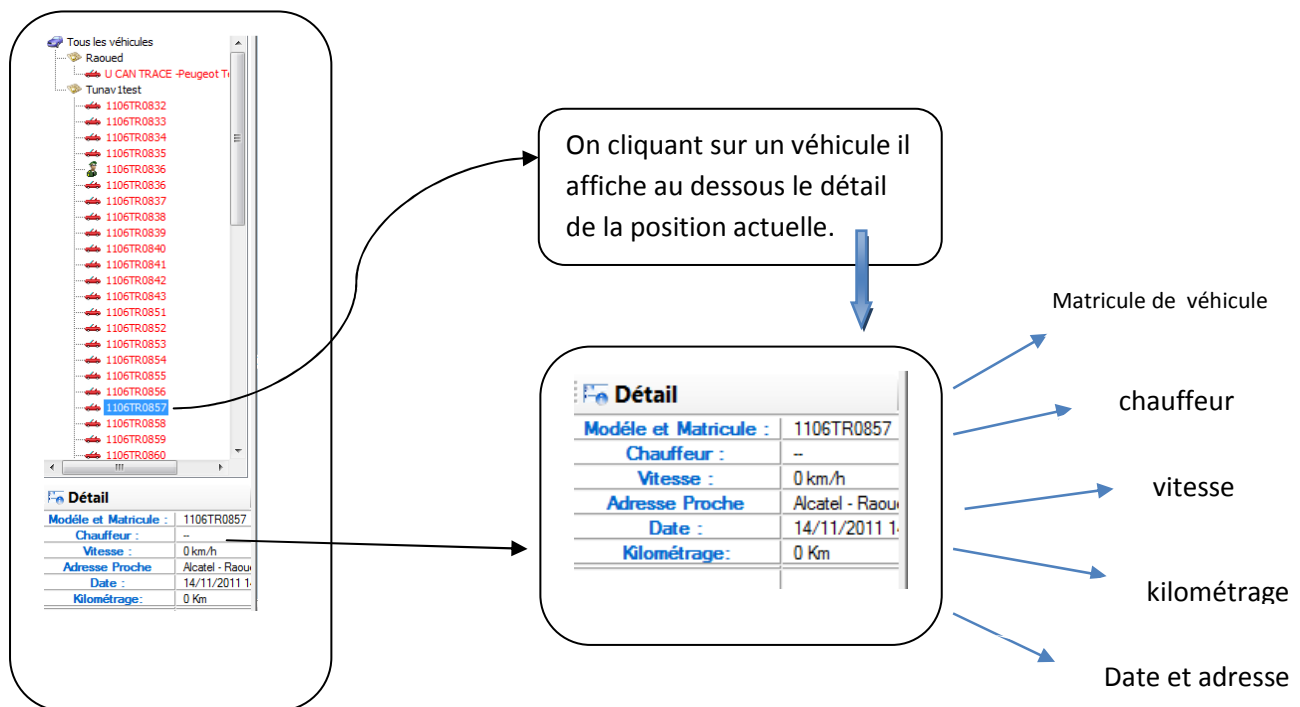 Tous les véhicules
Raoued
U CAN TRACE -Peugeot T
Tunav1test
1106TR0832
1106TR0833
1106TR0834
1106TR0835
1106TR0836
1106TR0836
1106TR0837
1106TR0838
1106TR0839
1106TR0840
1106TR0841
1106TR0842
1106TR0843
1106TR0851
1106TR0852
1106TR0853
1106TR0854
1106TR0855
1106TR0856
1106TR0857
1106TR0858
1106TR0859
1106TR0860
Détail
Modéle et Matricule : 1106TR0857
Chauffeur : --
Vitesse : 0 km/h
Adresse Proche Alcatel - Raoue
Date : 14/11/2011 1
Kilométrage: 0 Km
On cliquant sur un véhicule il
affiche au dessous le détail
de la position actuelle.
Détail
Modéle et Matricule : 1106TR0857
Chauffeur : --
Vitesse : 0 km/h
Adresse Proche Alcatel - Raoue
Date : 14/11/2011 1
Kilométrage: 0 Km
Matricule de véhicule
chauffeur
vitesse
kilométrage
Date et adresse